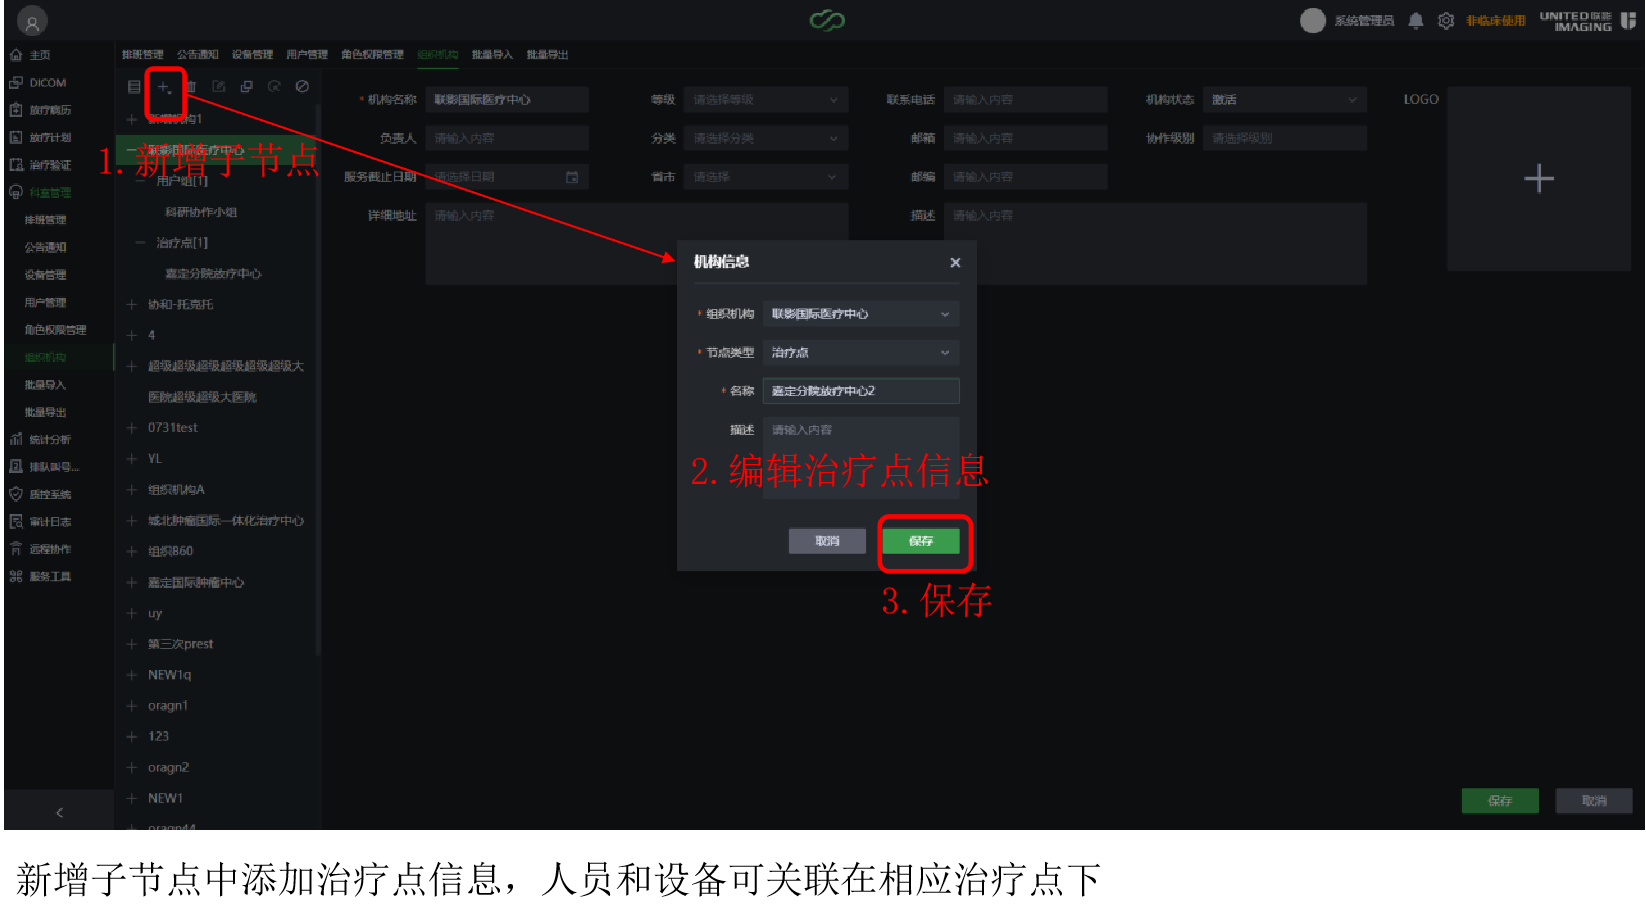 系统管理员
非临床使用
UNITED 联影
IMAGING
主页
DICOM
放疗病历
放疗计划
治疗验证
科室管理
排班管理
公告通知
设备管理
用户管理
角色权限管理
组织机构
批量导入
批量导出
统计分析
排队叫号...
质控系统
审计日志
远程协作
服务工具
排班管理 公告通知 设备管理 用户管理 角色权限管理 组织机构 批量导入 批量导出
新增机构1
联影国际医疗中心
1.新增子节点
用户组[1]
科研协作小组
治疗点[1]
嘉定分院放疗中心
协和-托克托
4
超级超级超级超级超级超级大
医院超级超级大医院
0731test
YL
组织机构A
城北肿瘤国际一体化治疗中心
组织860
嘉定国际肿瘤中心
uy
第三次prest
NEW1q
oragn1
123
oragn2
NEW1
oragn44
* 机构名称 联影国际医疗中心 等级 请选择等级 联系电话 请输入内容 机构状态 激活 LOGO
负责人 请输入内容 分类 请选择分类 邮箱 请输入内容 协作级别 请选择级别
服务截止日期 请选择日期 省市 请选择 邮编 请输入内容
详细地址 请输入内容 描述 请输入内容
机构信息
* 组织机构 联影国际医疗中心
* 节点类型 治疗点
* 名称 嘉定分院放疗中心2
描述 请输入内容
2.编辑治疗点信息
取消 保存
3.保存
保存 取消
新增子节点中添加治疗点信息，人员和设备可关联在相应治疗点下